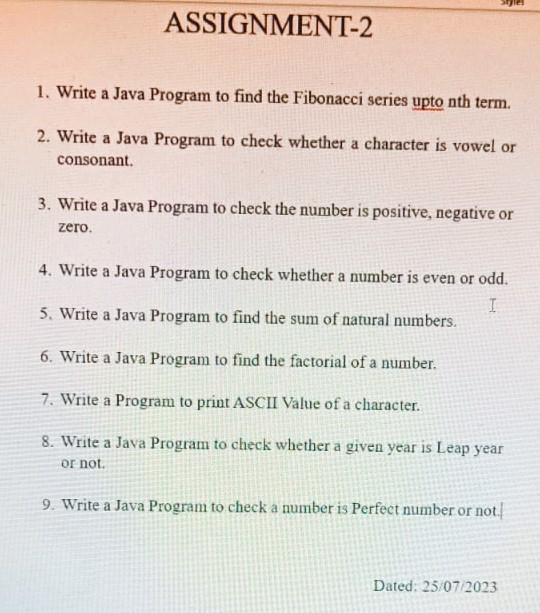 Styles
ASSIGNMENT-2
1. Write a Java Program to find the Fibonacci series upto nth term.
2. Write a Java Program to check whether a character is vowel or
consonant.
3. Write a Java Program to check the number is positive, negative or
zero.
4. Write a Java Program to check whether a number is even or odd.
5. Write a Java Program to find the sum of natural numbers.
6. Write a Java Program to find the factorial of a number.
7. Write a Program to print ASCII Value of a character.
8. Write a Java Program to check whether a given year is Leap year
or not.
9. Write a Java Program to check a number is Perfect number or not.
Dated: 25/07/2023